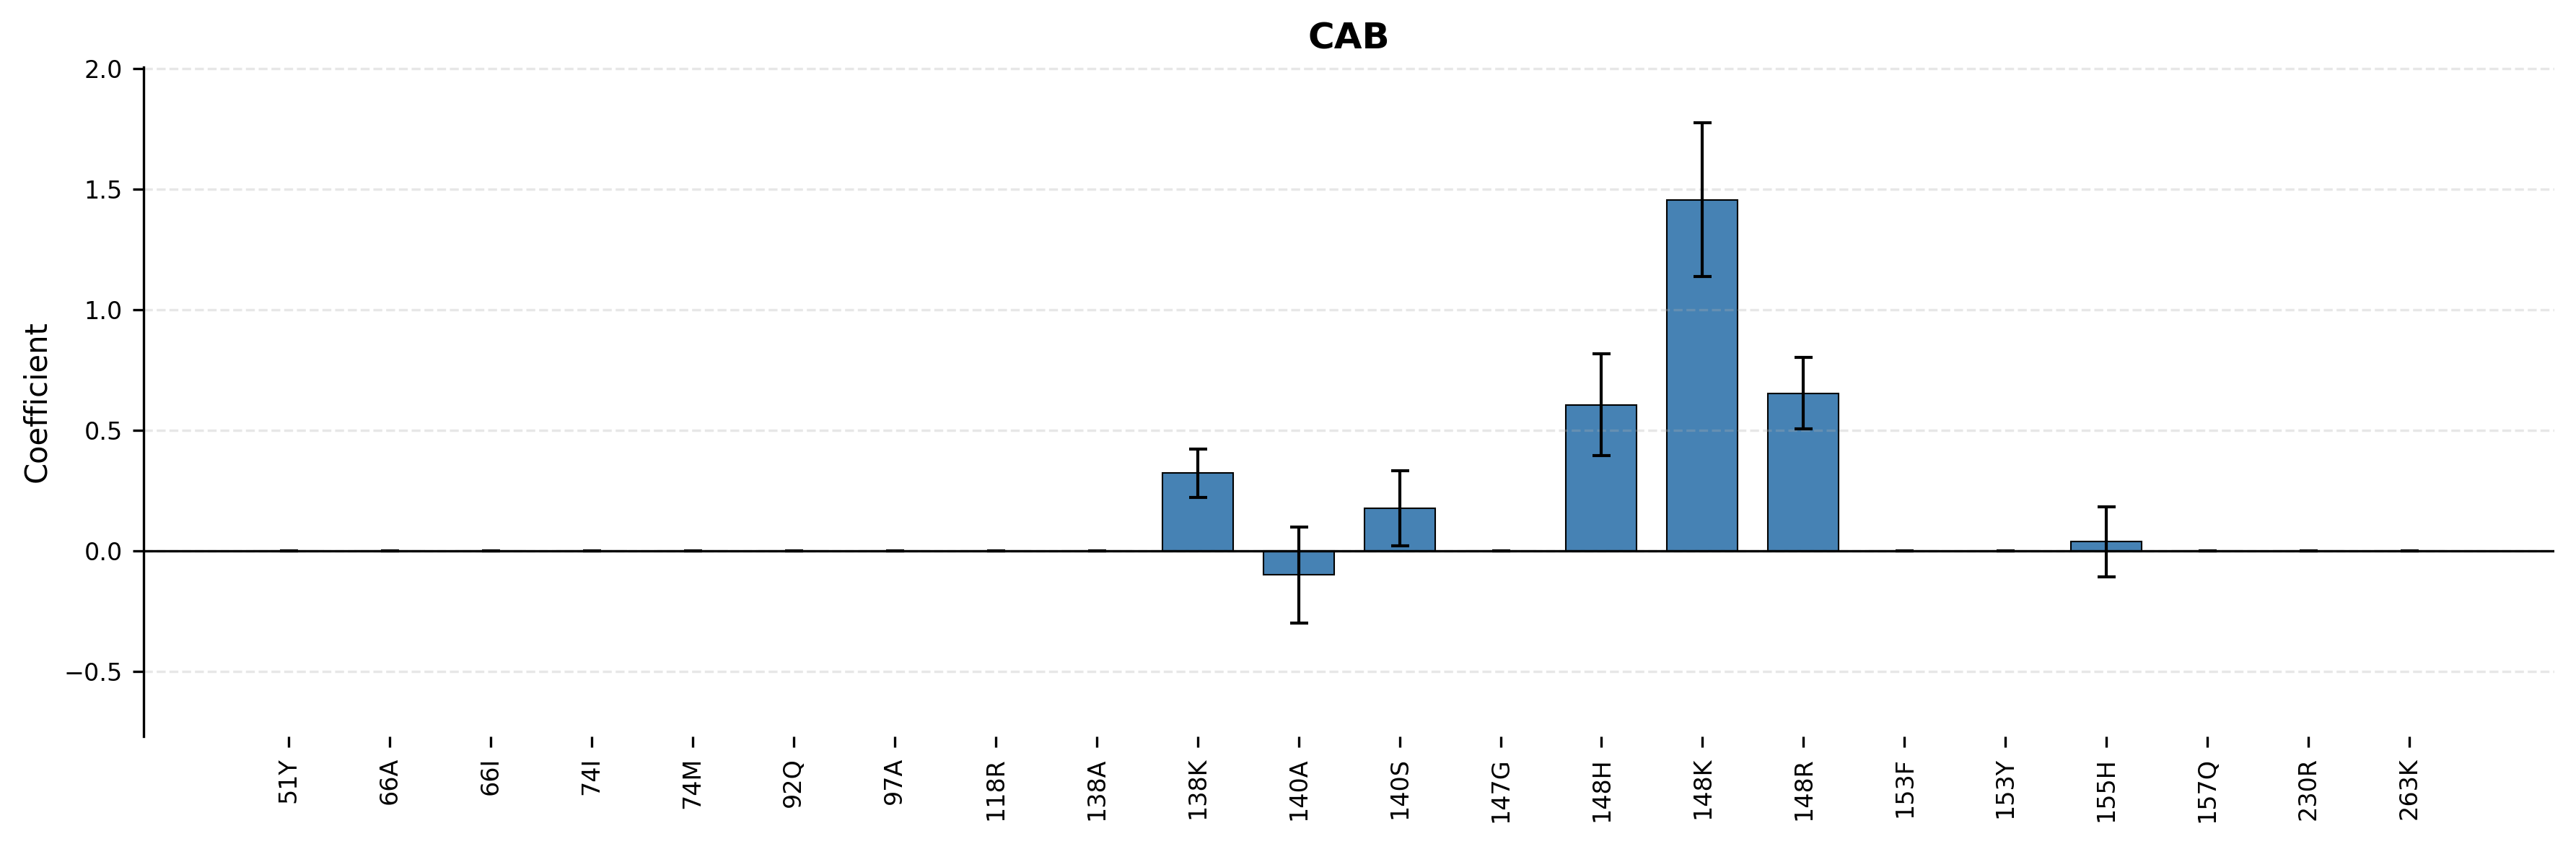 CAB
Coefficient
2.0
1.5
1.0
0.5
0.0
−0.5
51Y
66A
66I
74I
74M
92Q
97A
118R
138A
138K
140A
140S
147G
148H
148K
148R
153F
153Y
155H
157Q
230R
263K